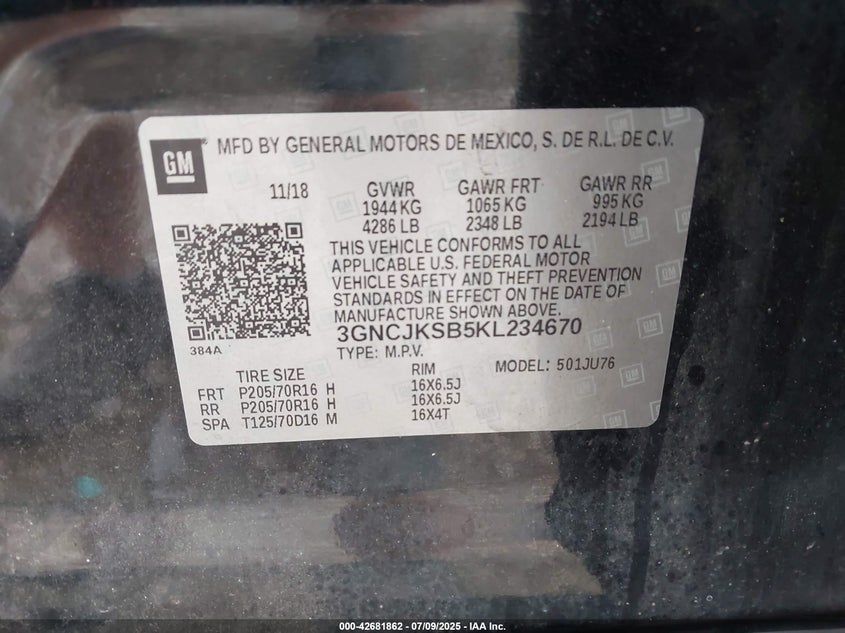 GM
MFD BY GENERAL MOTORS DE MEXICO, S. DE R.L. DE C.V.
11/18 GVWR GAWR FRT GAWR RR
1944 KG 1065 KG 995 KG
4286 LB 2348 LB 2194 LB
THIS VEHICLE CONFORMS TO ALL
APPLICABLE U.S. FEDERAL MOTOR
VEHICLE SAFETY AND THEFT PREVENTION
STANDARDS IN EFFECT ON THE DATE OF
MANUFACTURE SHOWN ABOVE.
384A
3GNCJKSB5KL234670
TYPE: M.P.V. MODEL: 501JU76
TIRE SIZE RIM
FRT P205/70R16 H 16X6.5J
RR P205/70R16 H 16X6.5J
SPA T125/70D16 M 16X4T
000-42681862 / 07/09/2025 - IAA Inc.